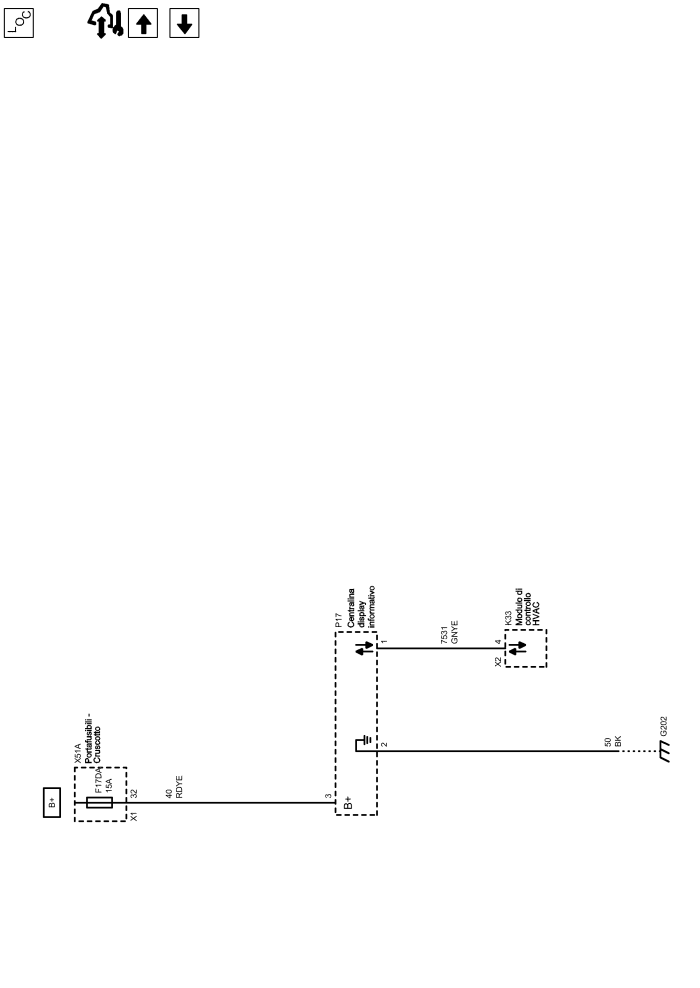 LOC
B+
X51A
Portafusibili -
Cruscotto
F17DA
15A
X1
32
40
RDYE
3
B+
P17
Centralina
display
informativo
1
2
7531
GNYE
X2
4
K33
Modulo di
controllo
HVAC
50
BK
G202